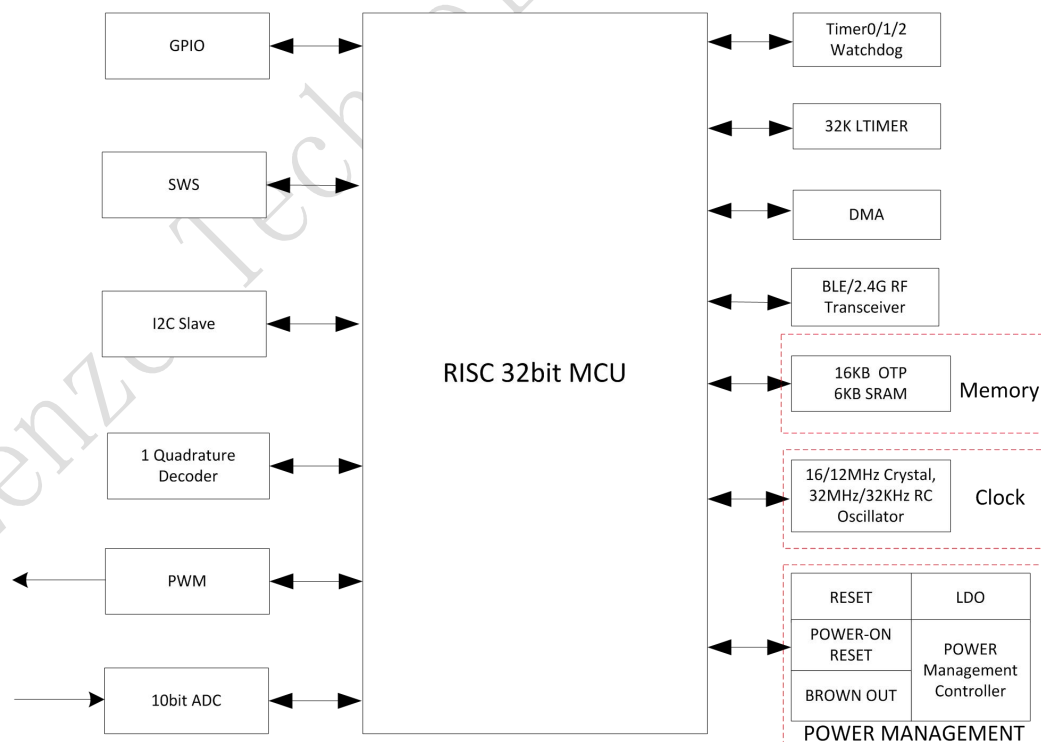 GPIO
SWS
I2C Slave
1 Quadrature
Decoder
PWM
10bit ADC
RISC 32bit MCU
Timer0/1/2
Watchdog
32K LTIMER
DMA
BLE/2.4G RF
Transceiver
16KB OTP
6KB SRAM
Memory
16/12MHz Crystal,
32MHz/32KHz RC
Oscillator
Clock
RESET
LDO
POWER-ON
RESET
POWER
Management
Controller
BROWN OUT
POWER MANAGEMENT